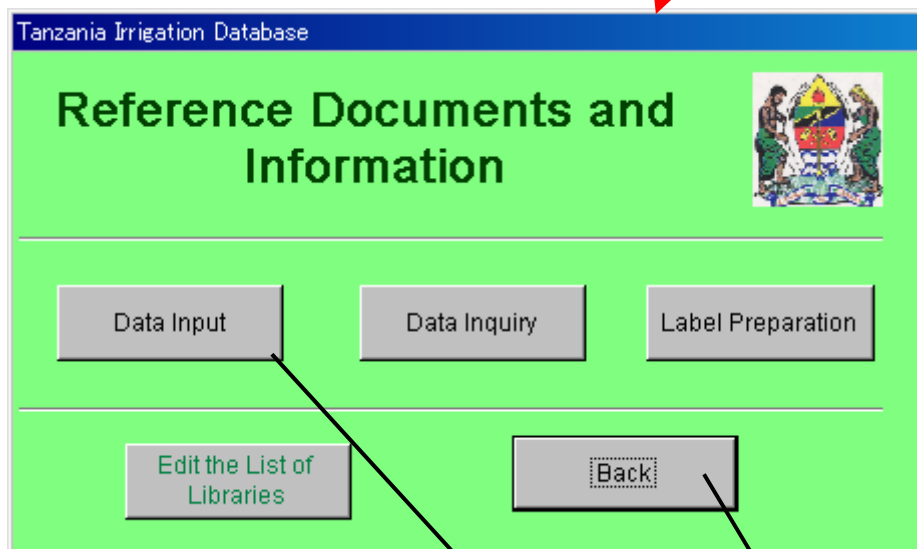 Tanzania Irrigation Database
Reference Documents and
Information
Data Input
Data Inquiry
Label Preparation
Edit the List of
Libraries
Back